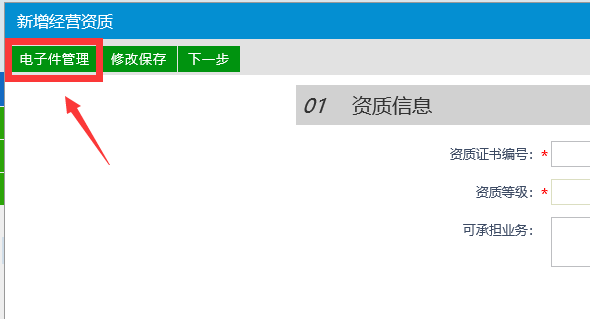 新增经营资质
电子件管理 修改保存 下一步
01 资质信息
资质证书编号: *
资质等级: *
可承担业务: